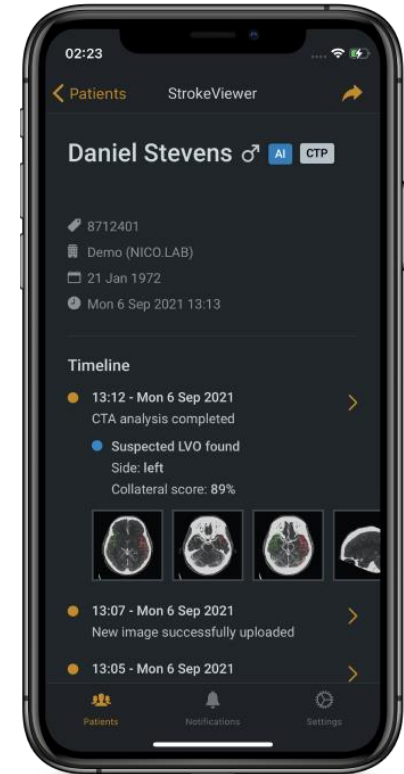 02:23
Patients StrokeViewer
Daniel Stevens ♂ AI CTP
8712401
Demo (NICO.LAB)
21 Jan 1972
Mon 6 Sep 2021 13:13
Timeline
13:12 - Mon 6 Sep 2021
CTA analysis completed
Suspected LVO found
Side: left
Collateral score: 89%
13:07 - Mon 6 Sep 2021
New image successfully uploaded
13:05 - Mon 6 Sep 2021
Patients Notifications Settings